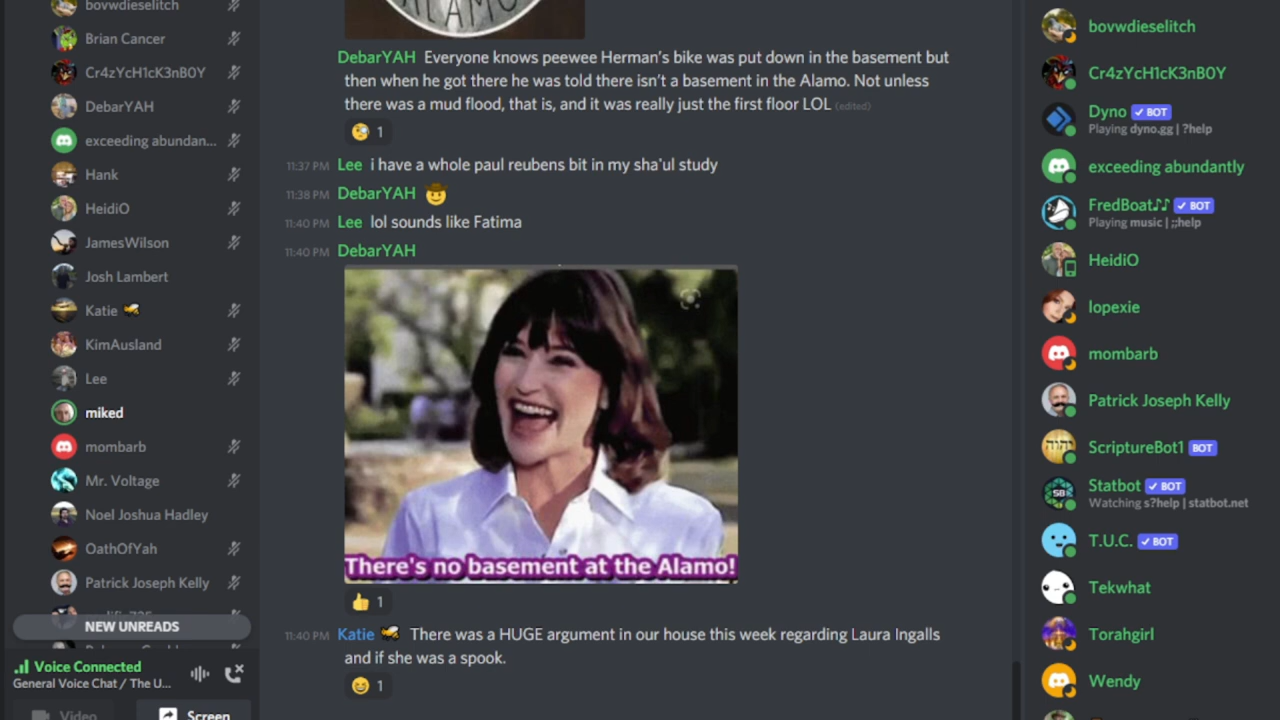 bovwdieselitch
Brian Cancer
Cr4zYcH1cK3nB0Y
DebarYAH
exceeding abundan...
Hank
HeidiO
JamesWilson
Josh Lambert
Katie
KimAusland
Lee
miked
mombarb
Mr. Voltage
Noel Joshua Hadley
OathOfYah
Patrick Joseph Kelly
NEW UNREADS
Voice Connected
General Voice Chat / The U...
Video
Screen
ALAMO
DebarYAH Everyone knows peewee Herman's bike was put down in the basement but
then when he got there he was told there isn't a basement in the Alamo. Not unless
there was a mud flood, that is, and it was really just the first floor LOL (edited)
1
11:37 PM Lee i have a whole paul reubens bit in my sha'ul study
11:38 PM DebarYAH
11:40 PM Lee lol sounds like Fatima
11:40 PM DebarYAH
There's no basement at the Alamo!
1
11:40 PM Katie There was a HUGE argument in our house this week regarding Laura Ingalls
and if she was a spook.
1
bovwdieselitch
Cr4zYcH1cK3nB0Y
Dyno BOT
Playing dyno.gg | ?help
exceeding abundantly
FredBoat♪♪ BOT
Playing music | ;;help
HeidiO
lopexie
mombarb
Patrick Joseph Kelly
יהוה
ScriptureBot1 BOT
Statbot BOT
Watching s?help | statbot.net
T.U.C. BOT
Tekwhat
Torahgirl
Wendy